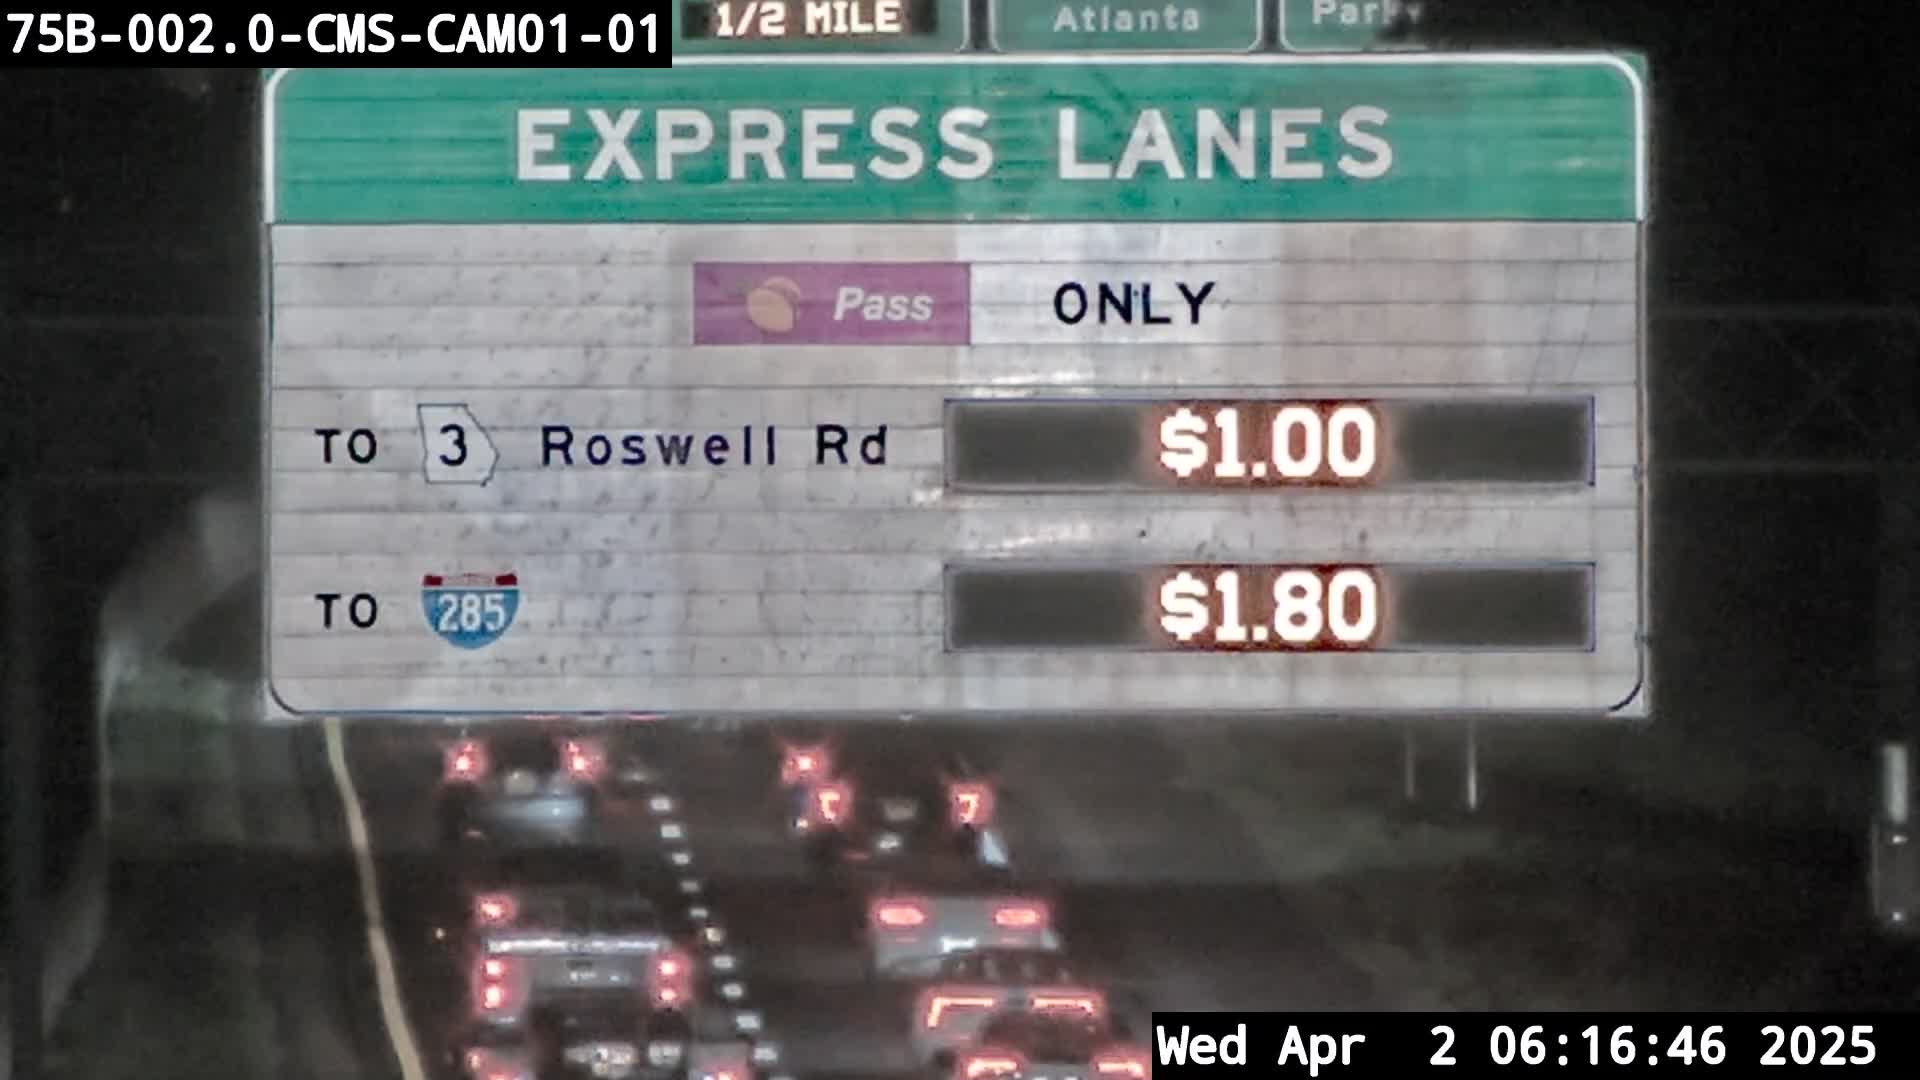 75B-002.0-CMS-CAM01-01
1/2 MILE
Atlanta
EXPRESS LANES
Pass ONLY
TO 3 Roswell Rd $1.00
TO 285 $1.80
Wed Apr 2 06:16:46 2025